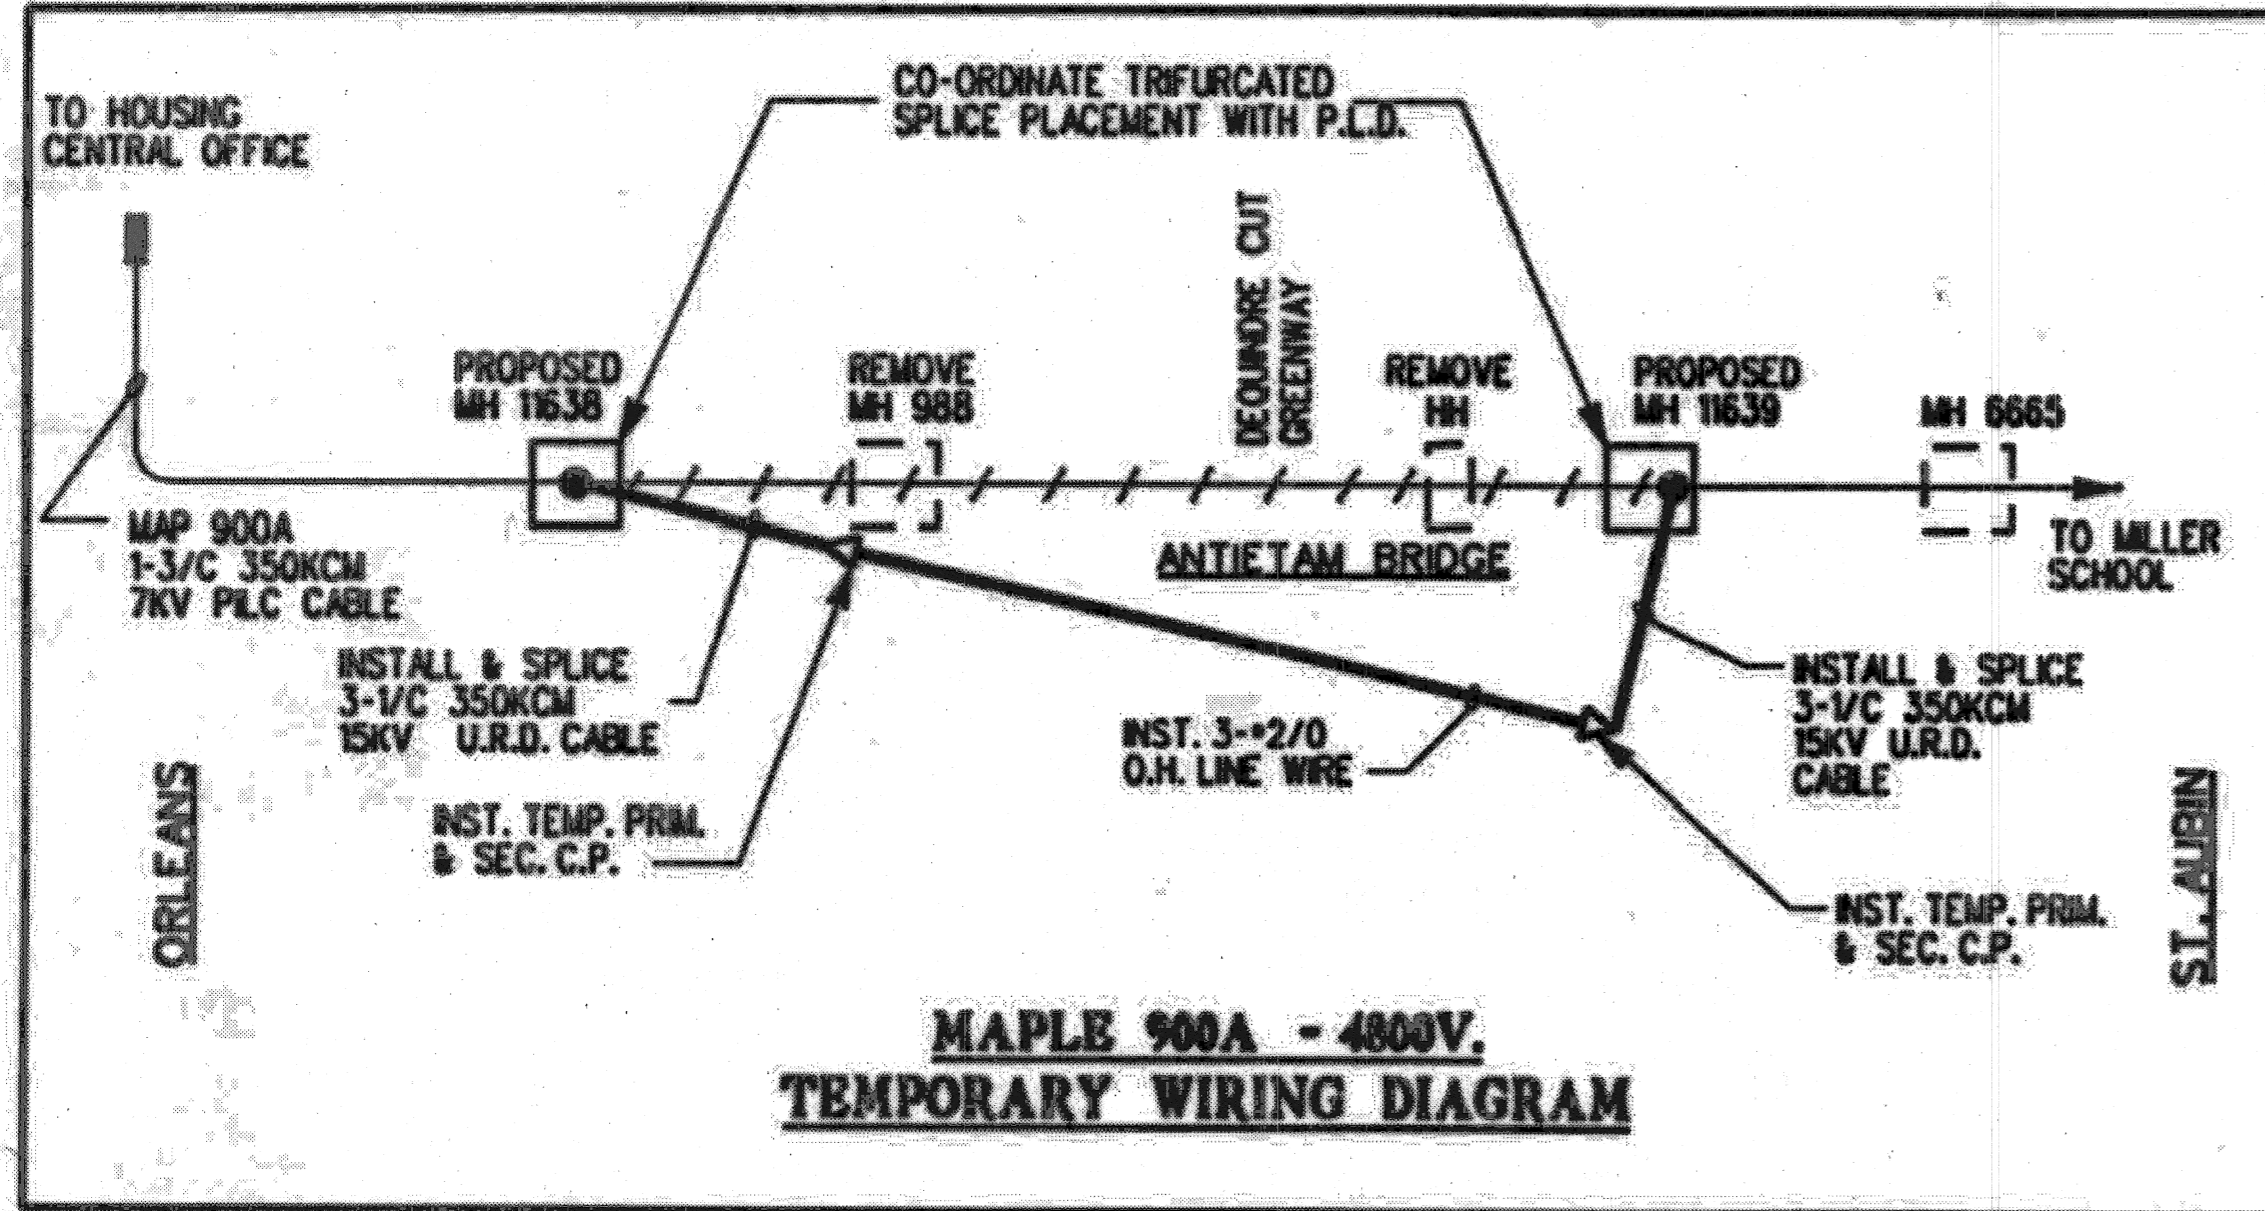 CO-ORDINATE TRIFURCATED
SPLICE PLACEMENT WITH P.L.D.
TO HOUSING
CENTRAL OFFICE
DEQUINDRE CUT
GREENWAY
PROPOSED
MH 11638
REMOVE
MH 988
REMOVE
HH
PROPOSED
MH 11639
MH 6665
MAP 900A
1-3/C 350KCM
7KV PILC CABLE
ANTIETAM BRIDGE
TO MILLER
SCHOOL
INSTALL & SPLICE
3-1/C 350KCM
15KV U.R.D. CABLE
INSTALL & SPLICE
3-1/C 350KCM
15KV U.R.D.
CABLE
INST. 3-#2/0
O.H. LINE WIRE
ORLEANS
INST. TEMP. PRIM.
& SEC. C.P.
ST. AUBIN
INST. TEMP. PRIM.
& SEC. C.P.
MAPLE 900A - 4800V.
TEMPORARY WIRING DIAGRAM